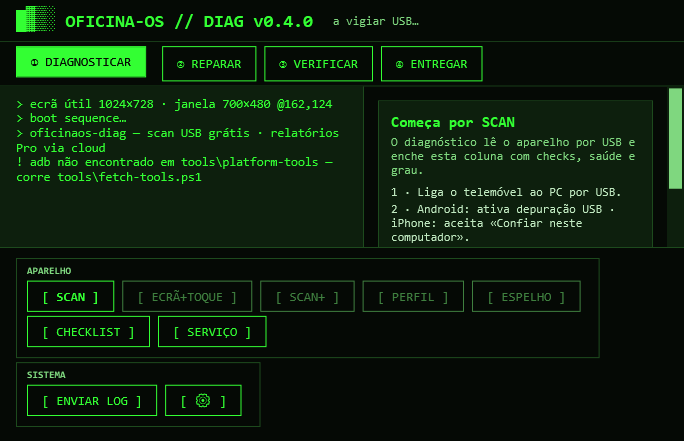 OFICINA-OS // DIAG v0.4.0 a vigiar USB…
① DIAGNOSTICAR ② REPARAR ③ VERIFICAR ④ ENTREGAR
> ecrã útil 1024×728 · janela 700×480 @162,124
> boot sequence…
> oficinaos-diag — scan USB grátis · relatórios
Pro via cloud
! adb não encontrado em tools\platform-tools —
corre tools\fetch-tools.ps1
Começa por SCAN
O diagnóstico lê o aparelho por USB e
enche esta coluna com checks, saúde e
grau.
1 · Liga o telemóvel ao PC por USB.
2 · Android: ativa depuração USB ·
iPhone: aceita «Confiar neste
computador».
APARELHO
[ SCAN ] [ ECRÃ+TOQUE ] [ SCAN+ ] [ PERFIL ] [ ESPELHO ]
[ CHECKLIST ] [ SERVIÇO ]
SISTEMA
[ ENVIAR LOG ] [ ⚙ ]